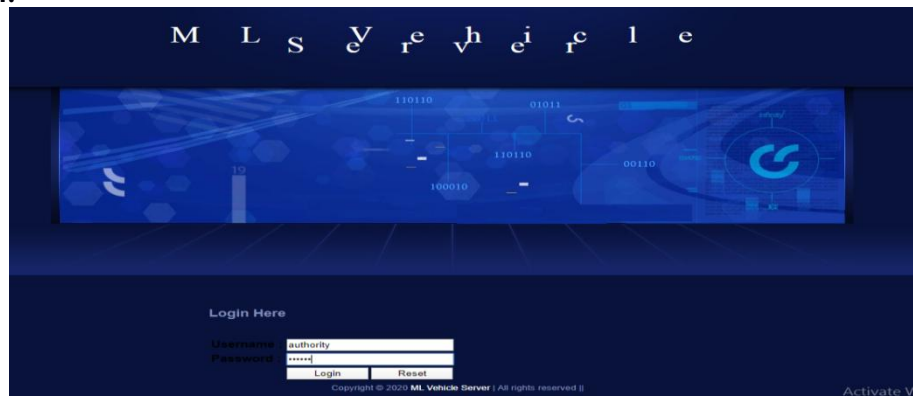 M L V e h i c l e
S e r v e r
110110
01011
110110
00110
19
100010
Login Here
Username : authority
Password : ••••••
Login Reset
Copyright © 2020 ML Vehicle Server | All rights reserved ||
Activate